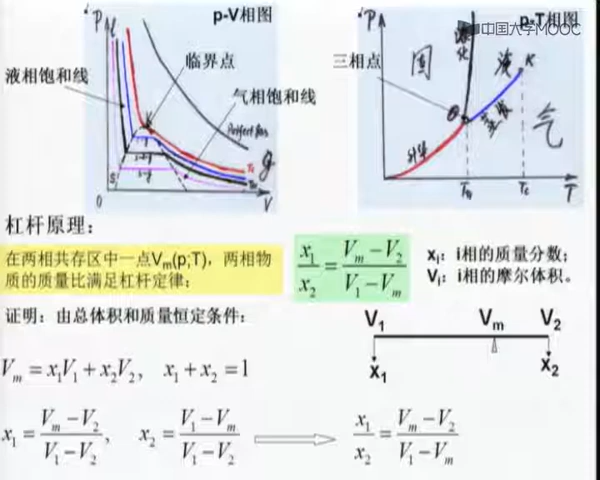 p-V相图
p-T相图
中国大学MOOC
P
l
液相饱和线
临界点
气相饱和线
K
Perfect gas
g
S
0
V
P
三相点
固
液
K
气
熔化
升华
T
杠杆原理:
在两相共存区中一点Vm(p;T),两相物
质的质量比满足杠杆定律:
x₁/x₂ = (Vm−V₂)/(V₁−Vm)
xᵢ: i相的质量分数;
Vᵢ: i相的摩尔体积。
证明:由总体积和质量恒定条件:
V₁ Vm V₂
x₁ x₂
Vm = x₁V₁ + x₂V₂, x₁ + x₂ = 1
x₁ = (Vm−V₂)/(V₁−V₂), x₂ = (V₁−Vm)/(V₁−V₂) x₁/x₂ = (Vm−V₂)/(V₁−Vm)